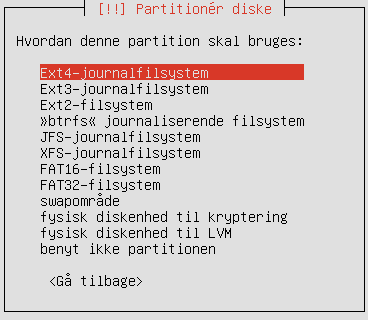 [!!] Partitionér diske
Hvordan denne partition skal bruges:
Ext4-journalfilsystem
Ext3-journalfilsystem
Ext2-filsystem
»btrfs« journaliserende filsystem
JFS-journalfilsystem
XFS-journalfilsystem
FAT16-filsystem
FAT32-filsystem
swapområde
fysisk diskenhed til kryptering
fysisk diskenhed til LVM
benyt ikke partitionen
<Gå tilbage>